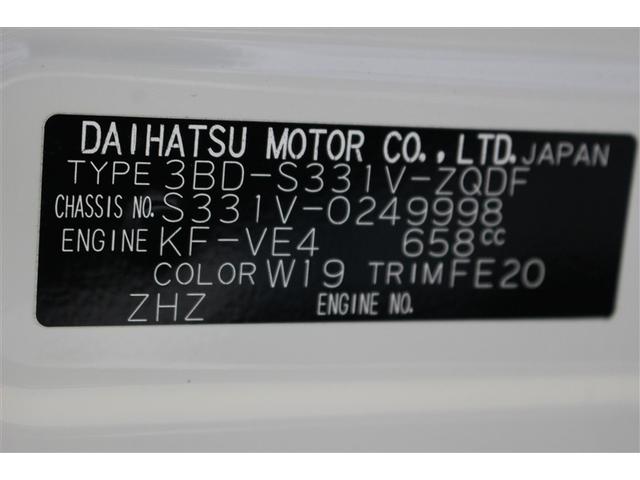 DAIHATSU MOTOR CO.,LTD. JAPAN
TYPE 3BD-S331V-ZQDF
CHASSIS NO. S331V-0249998
ENGINE KF-VE4 658cc
COLOR W19 TRIM FE20
ZHZ ENGINE NO.